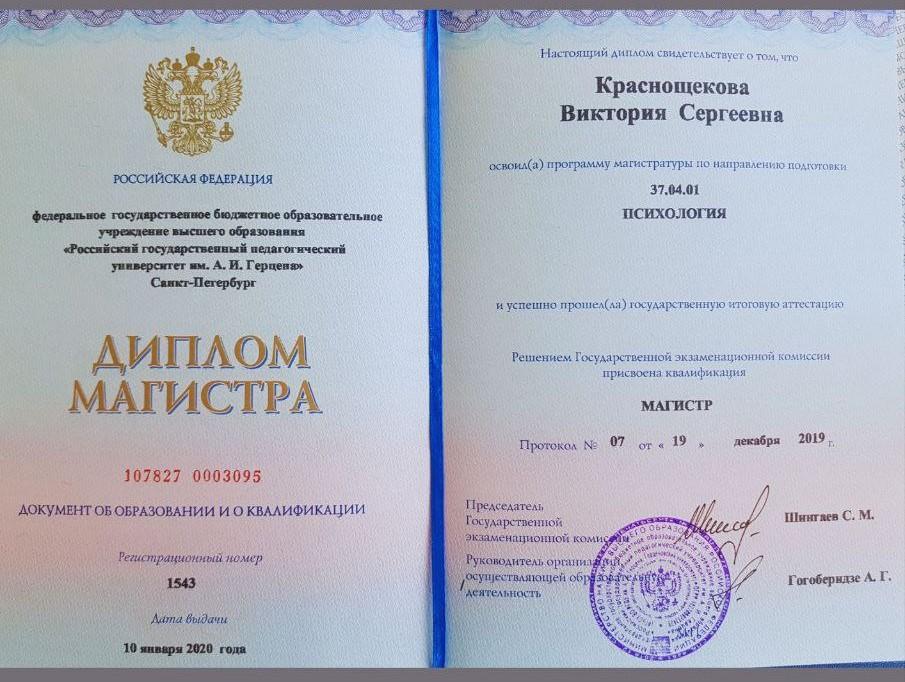 РОССИЙСКАЯ ФЕДЕРАЦИЯ
федеральное государственное бюджетное образовательное
учреждение высшего образования
«Российский государственный педагогический
университет им. А. И. Герцена»
Санкт-Петербург
ДИПЛОМ
МАГИСТРА
107827 0003095
ДОКУМЕНТ ОБ ОБРАЗОВАНИИ И О КВАЛИФИКАЦИИ
Регистрационный номер
1543
Дата выдачи
10 января 2020 года
Настоящий диплом свидетельствует о том, что
Краснощекова
Виктория Сергеевна
освоил(а) программу магистратуры по направлению подготовки
37.04.01
ПСИХОЛОГИЯ
и успешно прошел(ла) государственную итоговую аттестацию
Решением Государственной экзаменационной комиссии
присвоена квалификация
МАГИСТР
Протокол № 07 от « 19 » декабря 2019 г.
Председатель
Государственной
экзаменационной комиссии
Шингаев С. М.
Руководитель организации,
осуществляющей образовательную
деятельность
Гогоберидзе А. Г.